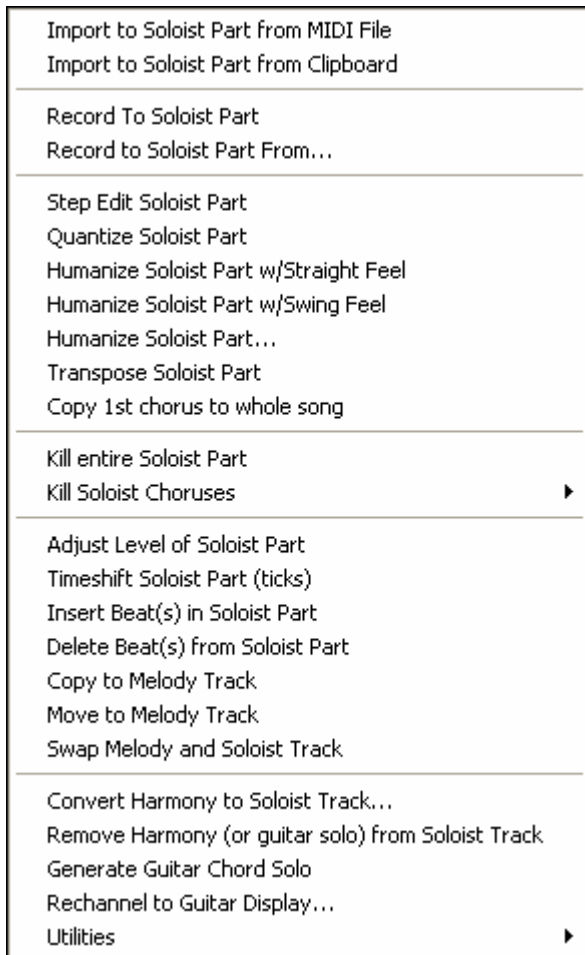 Import to Soloist Part from MIDI File
Import to Soloist Part from Clipboard
Record To Soloist Part
Record to Soloist Part From...
Step Edit Soloist Part
Quantize Soloist Part
Humanize Soloist Part w/Straight Feel
Humanize Soloist Part w/Swing Feel
Humanize Soloist Part...
Transpose Soloist Part
Copy 1st chorus to whole song
Kill entire Soloist Part
Kill Soloist Choruses
Adjust Level of Soloist Part
Timeshift Soloist Part (ticks)
Insert Beat(s) in Soloist Part
Delete Beat(s) from Soloist Part
Copy to Melody Track
Move to Melody Track
Swap Melody and Soloist Track
Convert Harmony to Soloist Track...
Remove Harmony (or guitar solo) from Soloist Track
Generate Guitar Chord Solo
Rechannel to Guitar Display...
Utilities